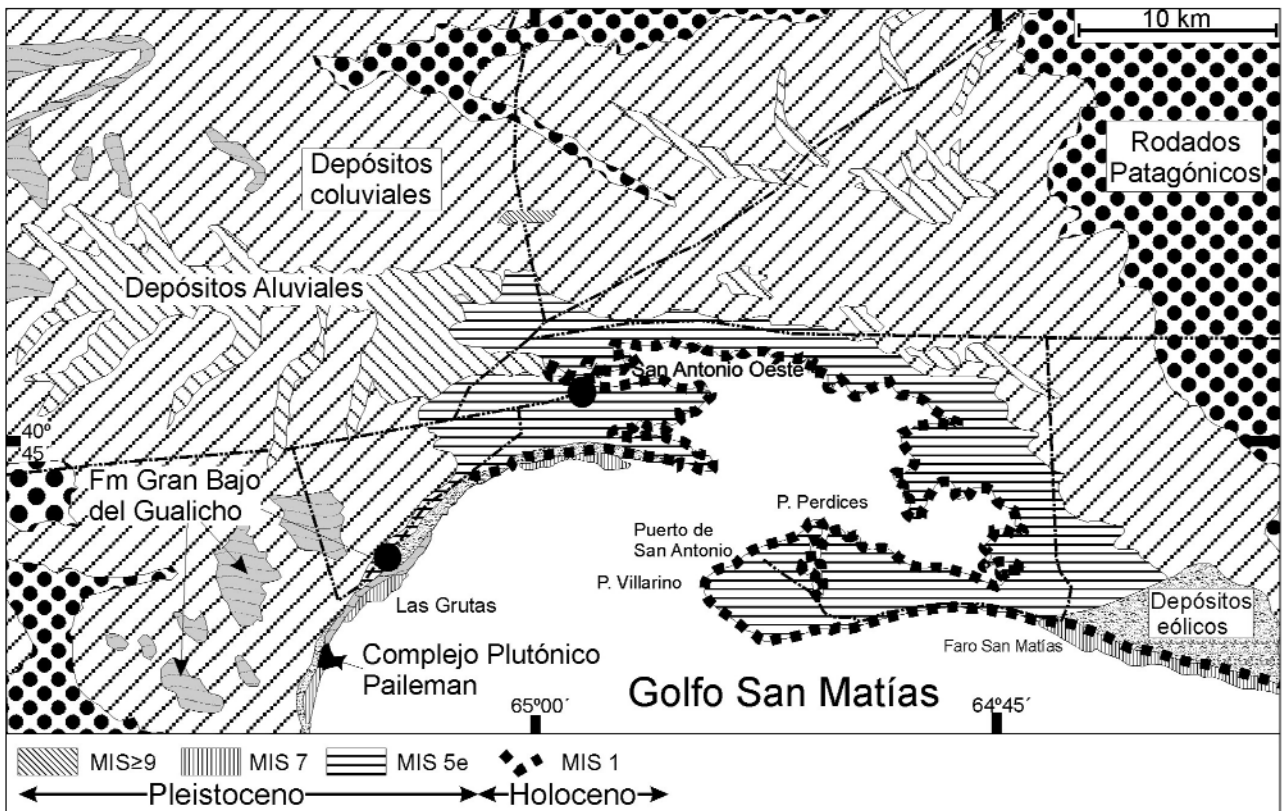 10 km
Rodados
Patagónicos
Depósitos
coluviales
Depósitos Aluviales
San Antonio Oeste
40º
45´
Fm Gran Bajo
del Gualicho
P. Perdices
Puerto de
San Antonio
P. Villarino
Las Grutas
Depósitos
eólicos
Faro San Matías
Complejo Plutónico
Paileman
Golfo San Matías
65º00´
64º45´
MIS≥9
MIS 7
MIS 5e
MIS 1
Pleistoceno
Holoceno